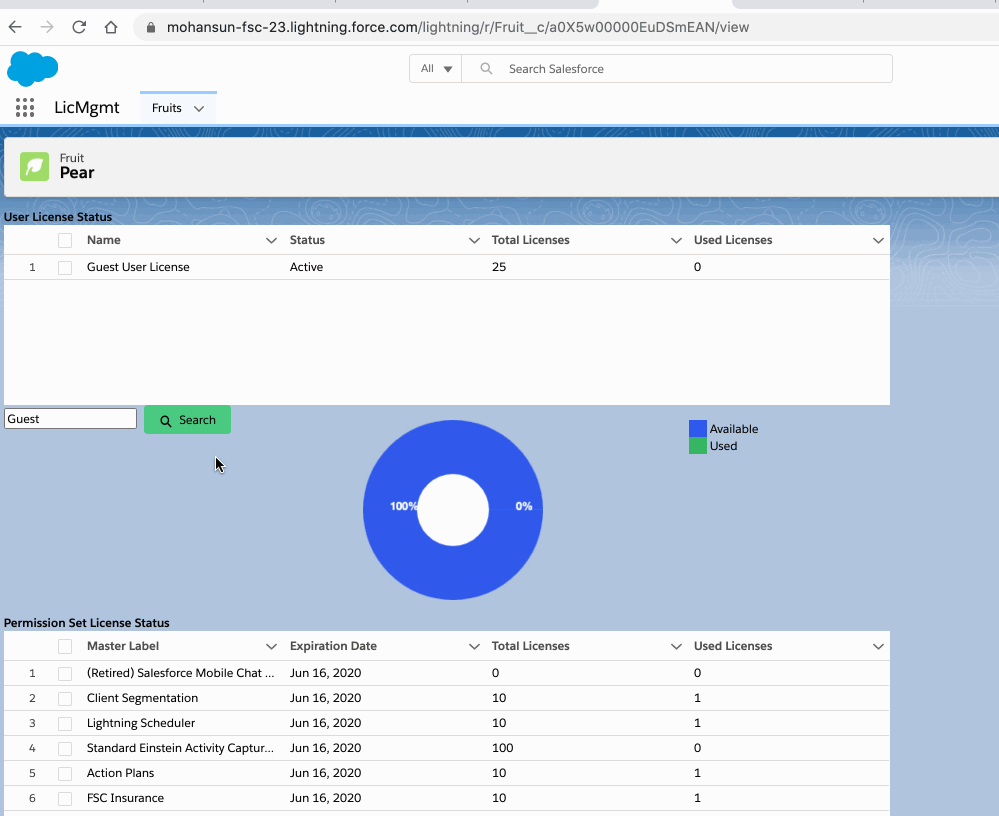 mohansun-fsc-23.lightning.force.com/lightning/r/Fruit__c/a0X5w00000EuDSmEAN/view
All Search Salesforce
LicMgmt Fruits
Fruit
Pear
User License Status
Name Status Total Licenses Used Licenses
1 Guest User License Active 25 0
Guest Search
Available
Used
100% 0%
Permission Set License Status
Master Label Expiration Date Total Licenses Used Licenses
1 (Retired) Salesforce Mobile Chat ... Jun 16, 2020 0 0
2 Client Segmentation Jun 16, 2020 10 1
3 Lightning Scheduler Jun 16, 2020 10 1
4 Standard Einstein Activity Captur... Jun 16, 2020 100 0
5 Action Plans Jun 16, 2020 10 1
6 FSC Insurance Jun 16, 2020 10 1